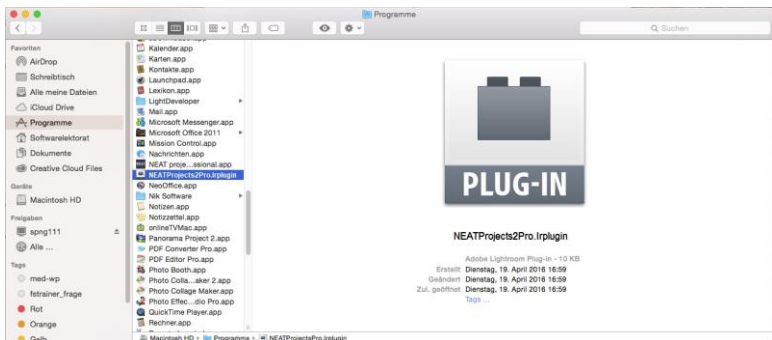 Programme
Suchen
Favoriten
AirDrop
Schreibtisch
Alle meine Dateien
iCloud Drive
Programme
Softwarelektorat
Dokumente
Creative Cloud Files
Geräte
Macintosh HD
Freigaben
spng111
Alle ...
Tags
med-wp
fstrainer_frage
Rot
Orange
Gelb
Kalender.app
Karten.app
Kontakte.app
Launchpad.app
Lexikon.app
LightDeveloper
Mail.app
Microsoft Messenger.app
Microsoft Office 2011
Mission Control.app
Nachrichten.app
NEAT proje...ssional.app
NEATProjects2Pro.lrplugin
NeoOffice.app
Nik Software
Notizen.app
Notizzettel.app
onlineTVMac.app
Panorama Project 2.app
PDF Converter Pro.app
PDF Editor Pro.app
Photo Booth.app
Photo Colla...aker 2.app
Photo Collage Maker.app
Photo Effec...dio Pro.app
QuickTime Player.app
Rechner.app
PLUG-IN
NEATProjects2Pro.lrplugin
Adobe Lightroom Plug-in - 10 KB
Erstellt Dienstag, 19. April 2016 16:59
Geändert Dienstag, 19. April 2016 16:59
Zul. geöffnet Dienstag, 19. April 2016 16:59
Tags ...
Macintosh HD
Programme
NEATProjectsPro.lrplugin